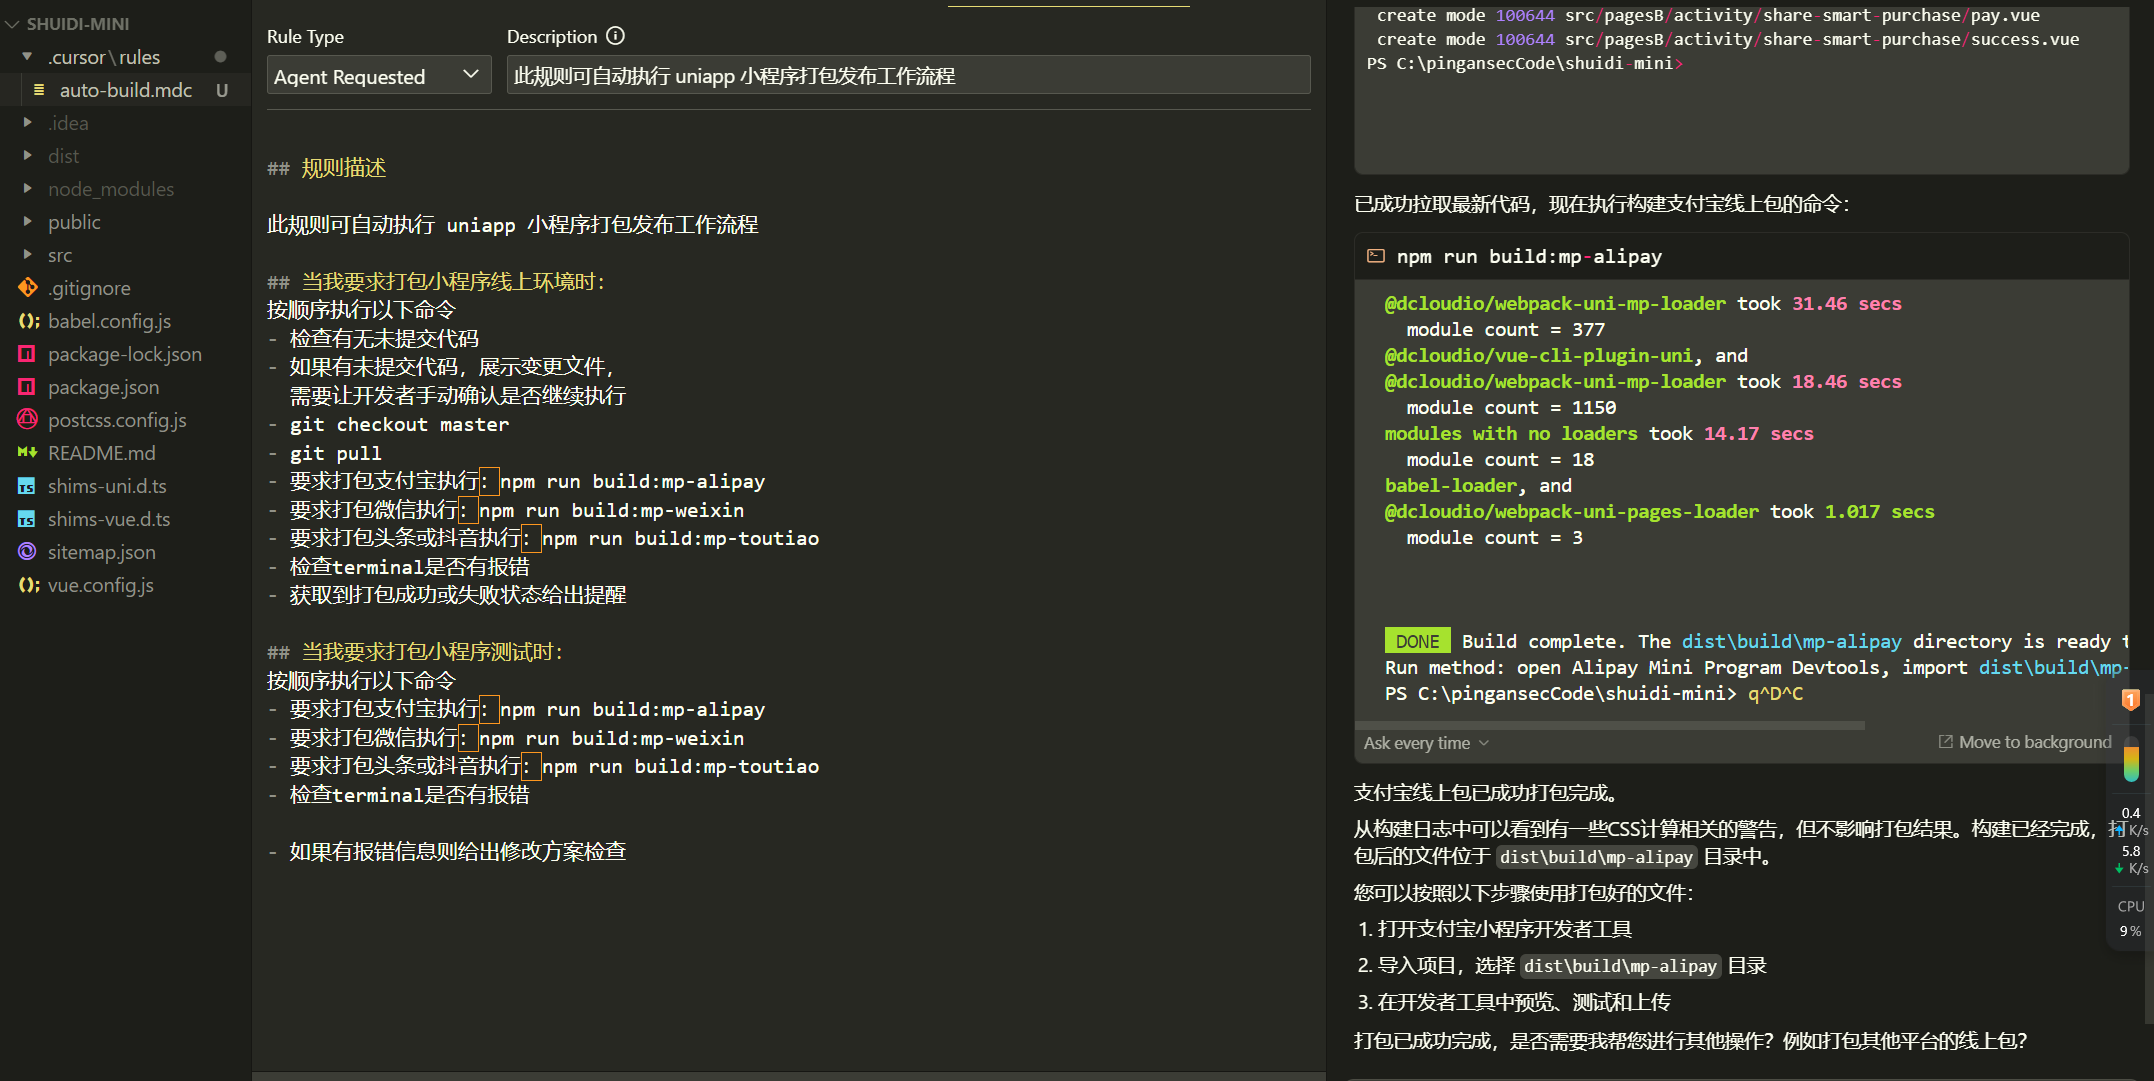 SHUIDI-MINI
.cursor\rules
auto-build.mdc U
.idea
dist
node_modules
public
src
.gitignore
babel.config.js
package-lock.json
package.json
postcss.config.js
README.md
shims-uni.d.ts
shims-vue.d.ts
sitemap.json
vue.config.js
Rule Type
Description
Agent Requested
此规则可自动执行 uniapp 小程序打包发布工作流程
## 规则描述
此规则可自动执行 uniapp 小程序打包发布工作流程
## 当我要求打包小程序线上环境时:
按顺序执行以下命令
- 检查有无未提交代码
- 如果有未提交代码，展示变更文件，
需要让开发者手动确认是否继续执行
- git checkout master
- git pull
- 要求打包支付宝执行：npm run build:mp-alipay
- 要求打包微信执行：npm run build:mp-weixin
- 要求打包头条或抖音执行：npm run build:mp-toutiao
- 检查terminal是否有报错
- 获取到打包成功或失败状态给出提醒
## 当我要求打包小程序测试时:
按顺序执行以下命令
- 要求打包支付宝执行：npm run build:mp-alipay
- 要求打包微信执行：npm run build:mp-weixin
- 要求打包头条或抖音执行：npm run build:mp-toutiao
- 检查terminal是否有报错
- 如果有报错信息则给出修改方案检查
create mode 100644 src/pagesB/activity/share-smart-purchase/pay.vue
create mode 100644 src/pagesB/activity/share-smart-purchase/success.vue
PS C:\pingansecCode\shuidi-mini>
已成功拉取最新代码，现在执行构建支付宝线上包的命令：
npm run build:mp-alipay
@dcloudio/webpack-uni-mp-loader took 31.46 secs
module count = 377
@dcloudio/vue-cli-plugin-uni, and
@dcloudio/webpack-uni-mp-loader took 18.46 secs
module count = 1150
modules with no loaders took 14.17 secs
module count = 18
babel-loader, and
@dcloudio/webpack-uni-pages-loader took 1.017 secs
module count = 3
DONE Build complete. The dist\build\mp-alipay directory is ready t
Run method: open Alipay Mini Program Devtools, import dist\build\mp-
PS C:\pingansecCode\shuidi-mini> q^D^C
Ask every time
Move to background
支付宝线上包已成功打包完成。
从构建日志中可以看到有一些CSS计算相关的警告，但不影响打包结果。构建已经完成，打
包后的文件位于 dist\build\mp-alipay 目录中。
您可以按照以下步骤使用打包好的文件：
1. 打开支付宝小程序开发者工具
2. 导入项目，选择 dist\build\mp-alipay 目录
3. 在开发者工具中预览、测试和上传
打包已成功完成，是否需要我帮您进行其他操作？例如打包其他平台的线上包？
1
0.4
K/s
5.8
K/s
CPU
9%